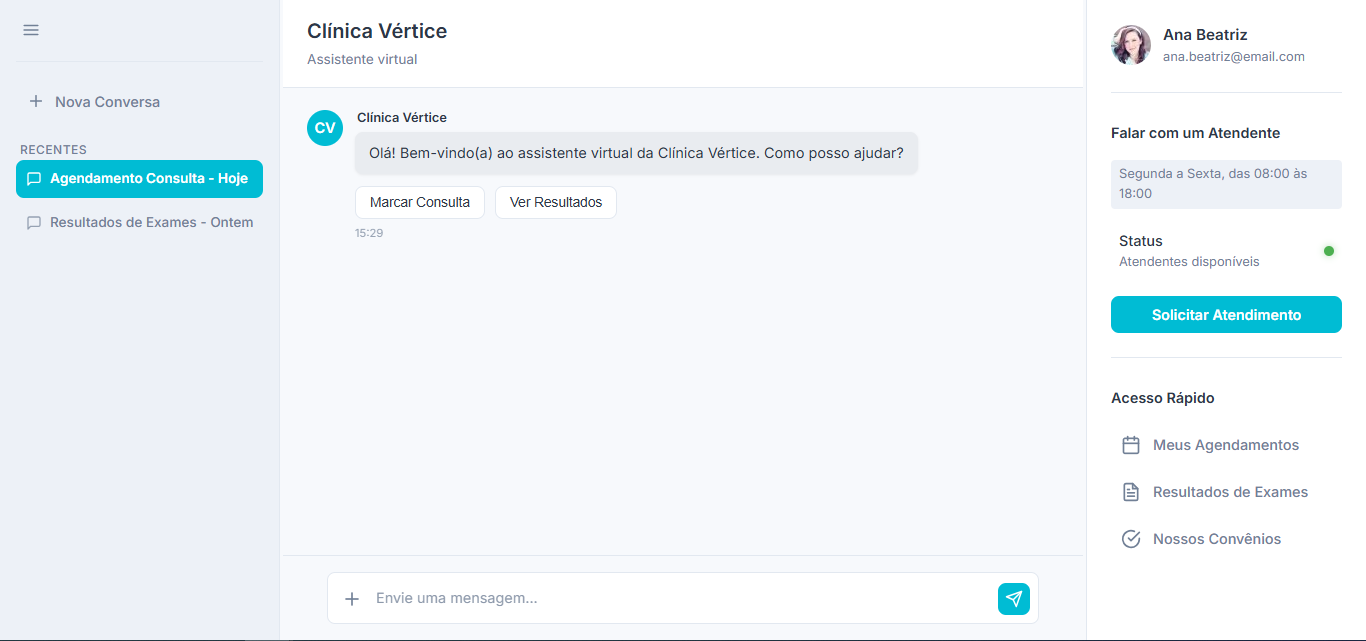 Nova Conversa
RECENTES
Agendamento Consulta - Hoje
Resultados de Exames - Ontem
Clínica Vértice
Assistente virtual
CV
Clínica Vértice
Olá! Bem-vindo(a) ao assistente virtual da Clínica Vértice. Como posso ajudar?
Marcar Consulta
Ver Resultados
15:29
Envie uma mensagem...
Ana Beatriz
ana.beatriz@email.com
Falar com um Atendente
Segunda a Sexta, das 08:00 às
18:00
Status
Atendentes disponíveis
Solicitar Atendimento
Acesso Rápido
Meus Agendamentos
Resultados de Exames
Nossos Convênios